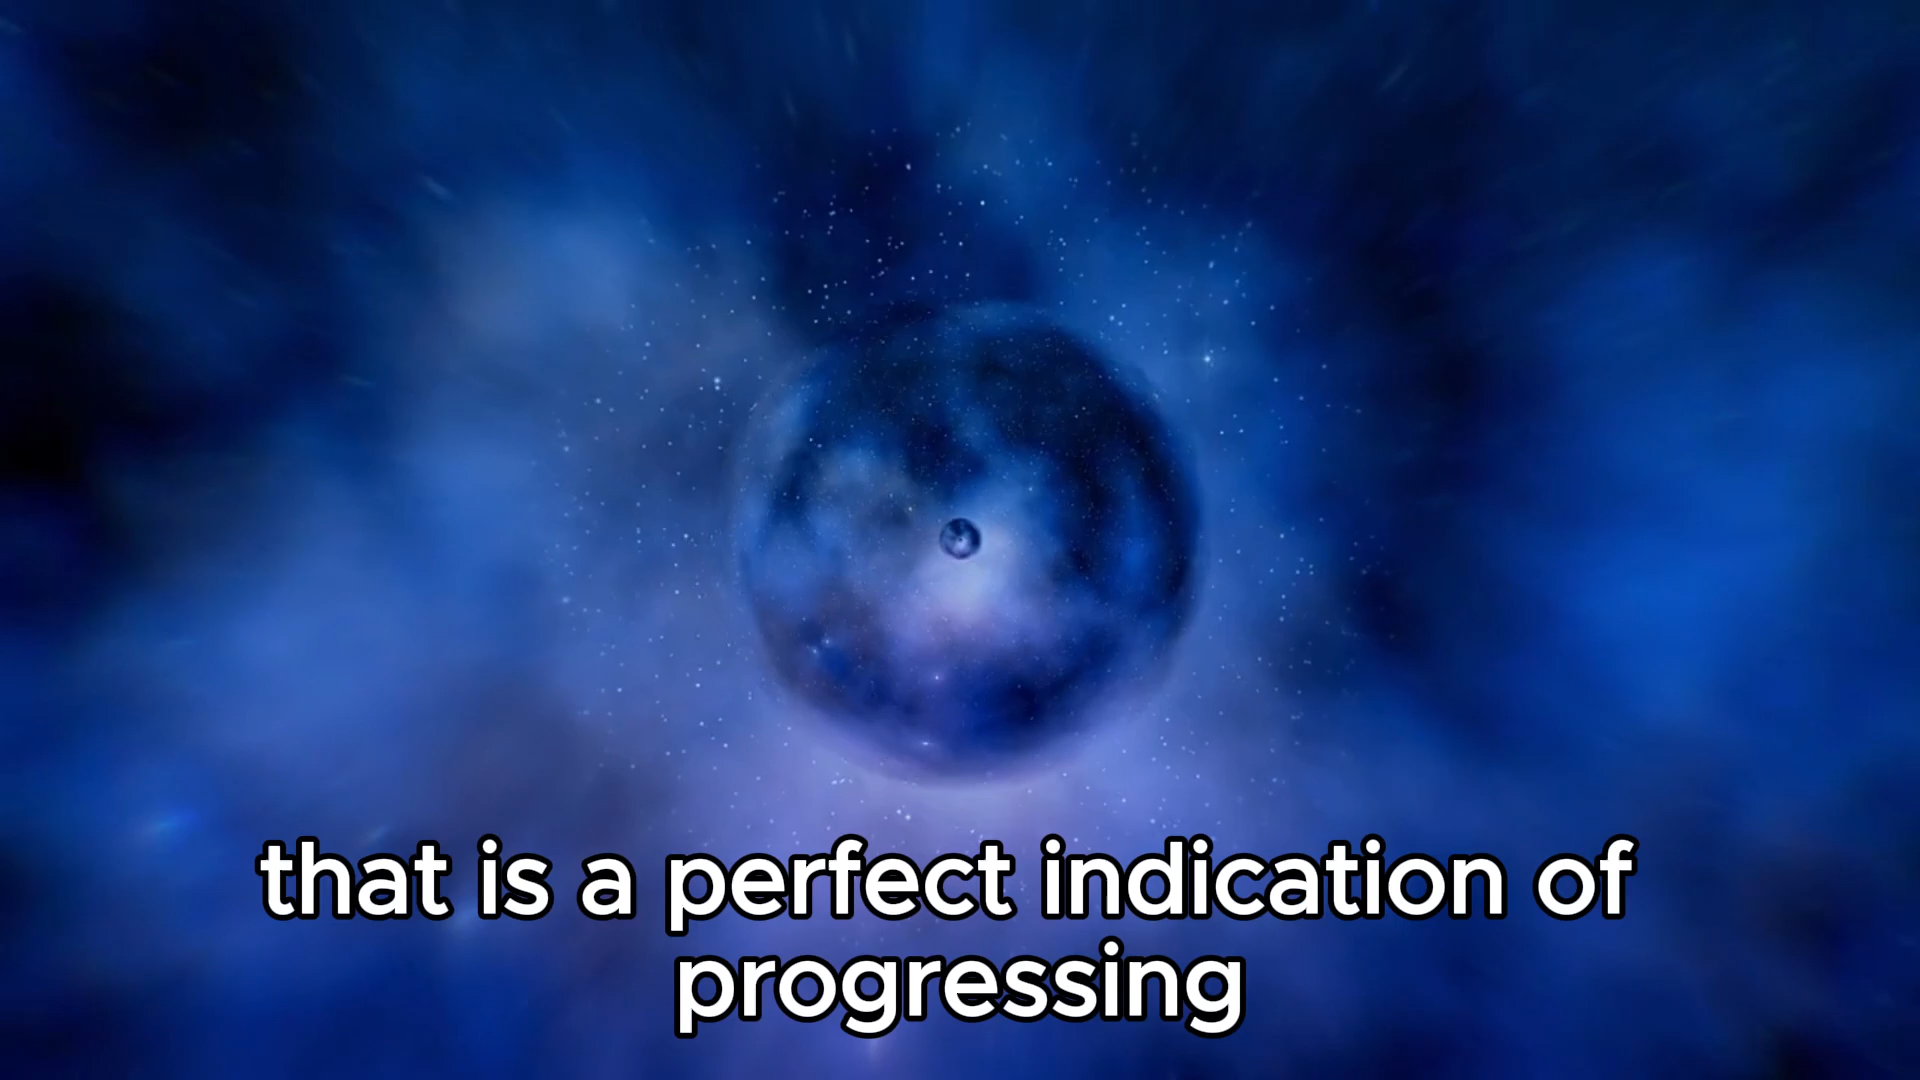 that is a perfect indication of
progressing